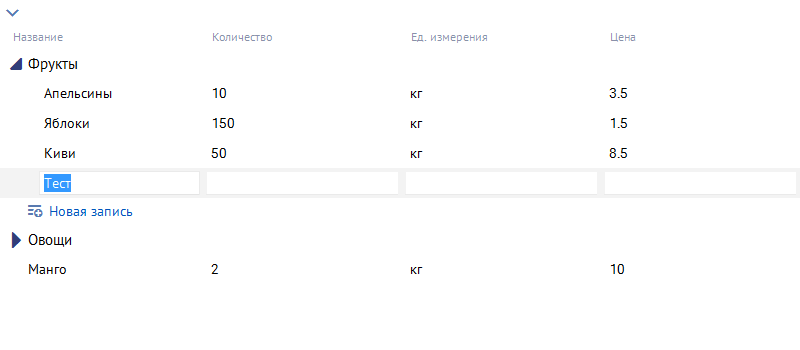 Название Количество Ед. измерения Цена
Фрукты
Апельсины 10 кг 3.5
Яблоки 150 кг 1.5
Киви 50 кг 8.5
Тест
Новая запись
Овощи
Манго 2 кг 10